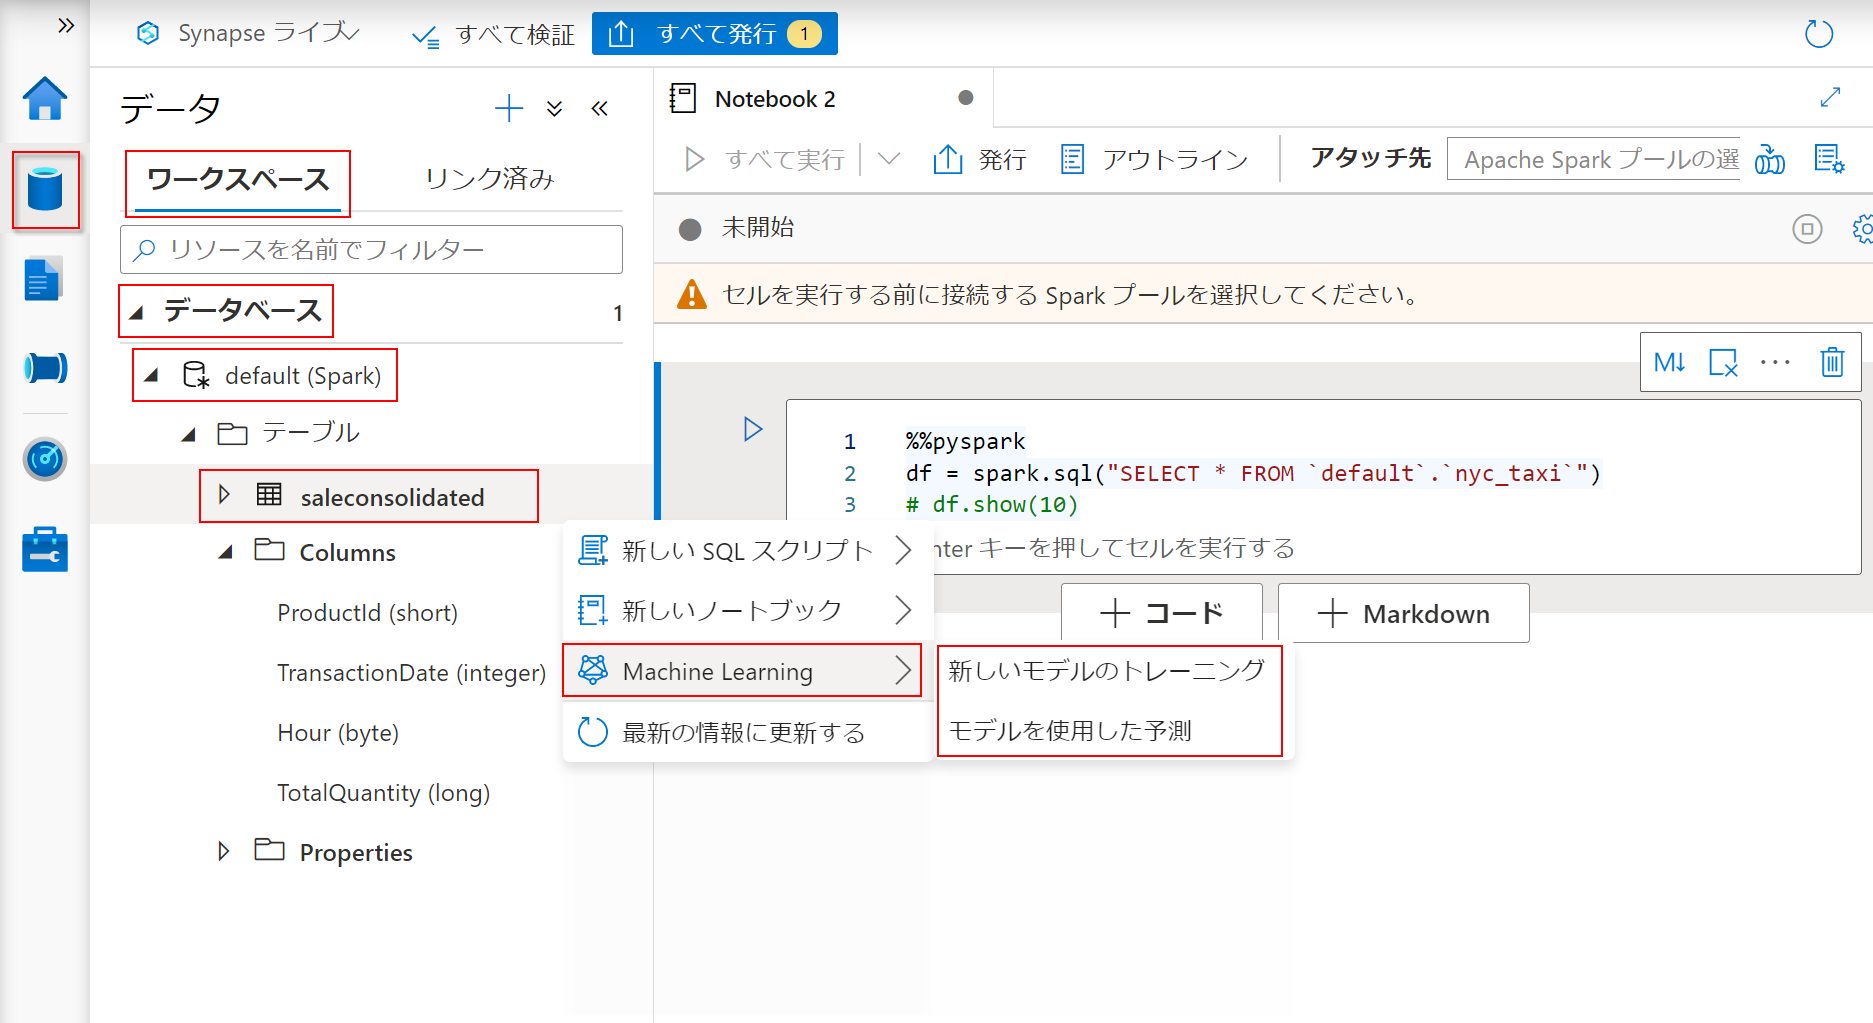 Synapse ライブ
すべて検証
すべて発行 1
データ
ワークスペース
リンク済み
リソースを名前でフィルター
データベース 1
default (Spark)
テーブル
saleconsolidated
Columns
ProductId (short)
TransactionDate (integer)
Hour (byte)
TotalQuantity (long)
Properties
新しい SQL スクリプト
新しいノートブック
Machine Learning
最新の情報に更新する
新しいモデルのトレーニング
モデルを使用した予測
Notebook 2
すべて実行
発行
アウトライン
アタッチ先
Apache Spark プールの選
未開始
セルを実行する前に接続する Spark プールを選択してください。
M↓
1 %%pyspark
2 df = spark.sql("SELECT * FROM `default`.`nyc_taxi`")
3 # df.show(10)
nter キーを押してセルを実行する
コード
Markdown